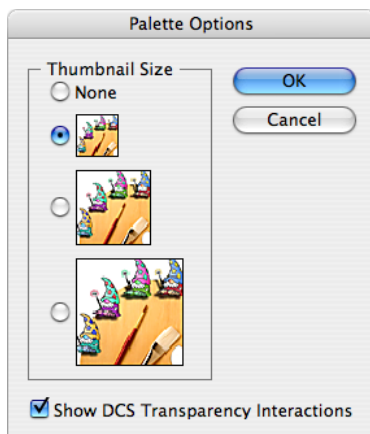 Palette Options
Thumbnail Size
None
OK
Cancel
Show DCS Transparency Interactions